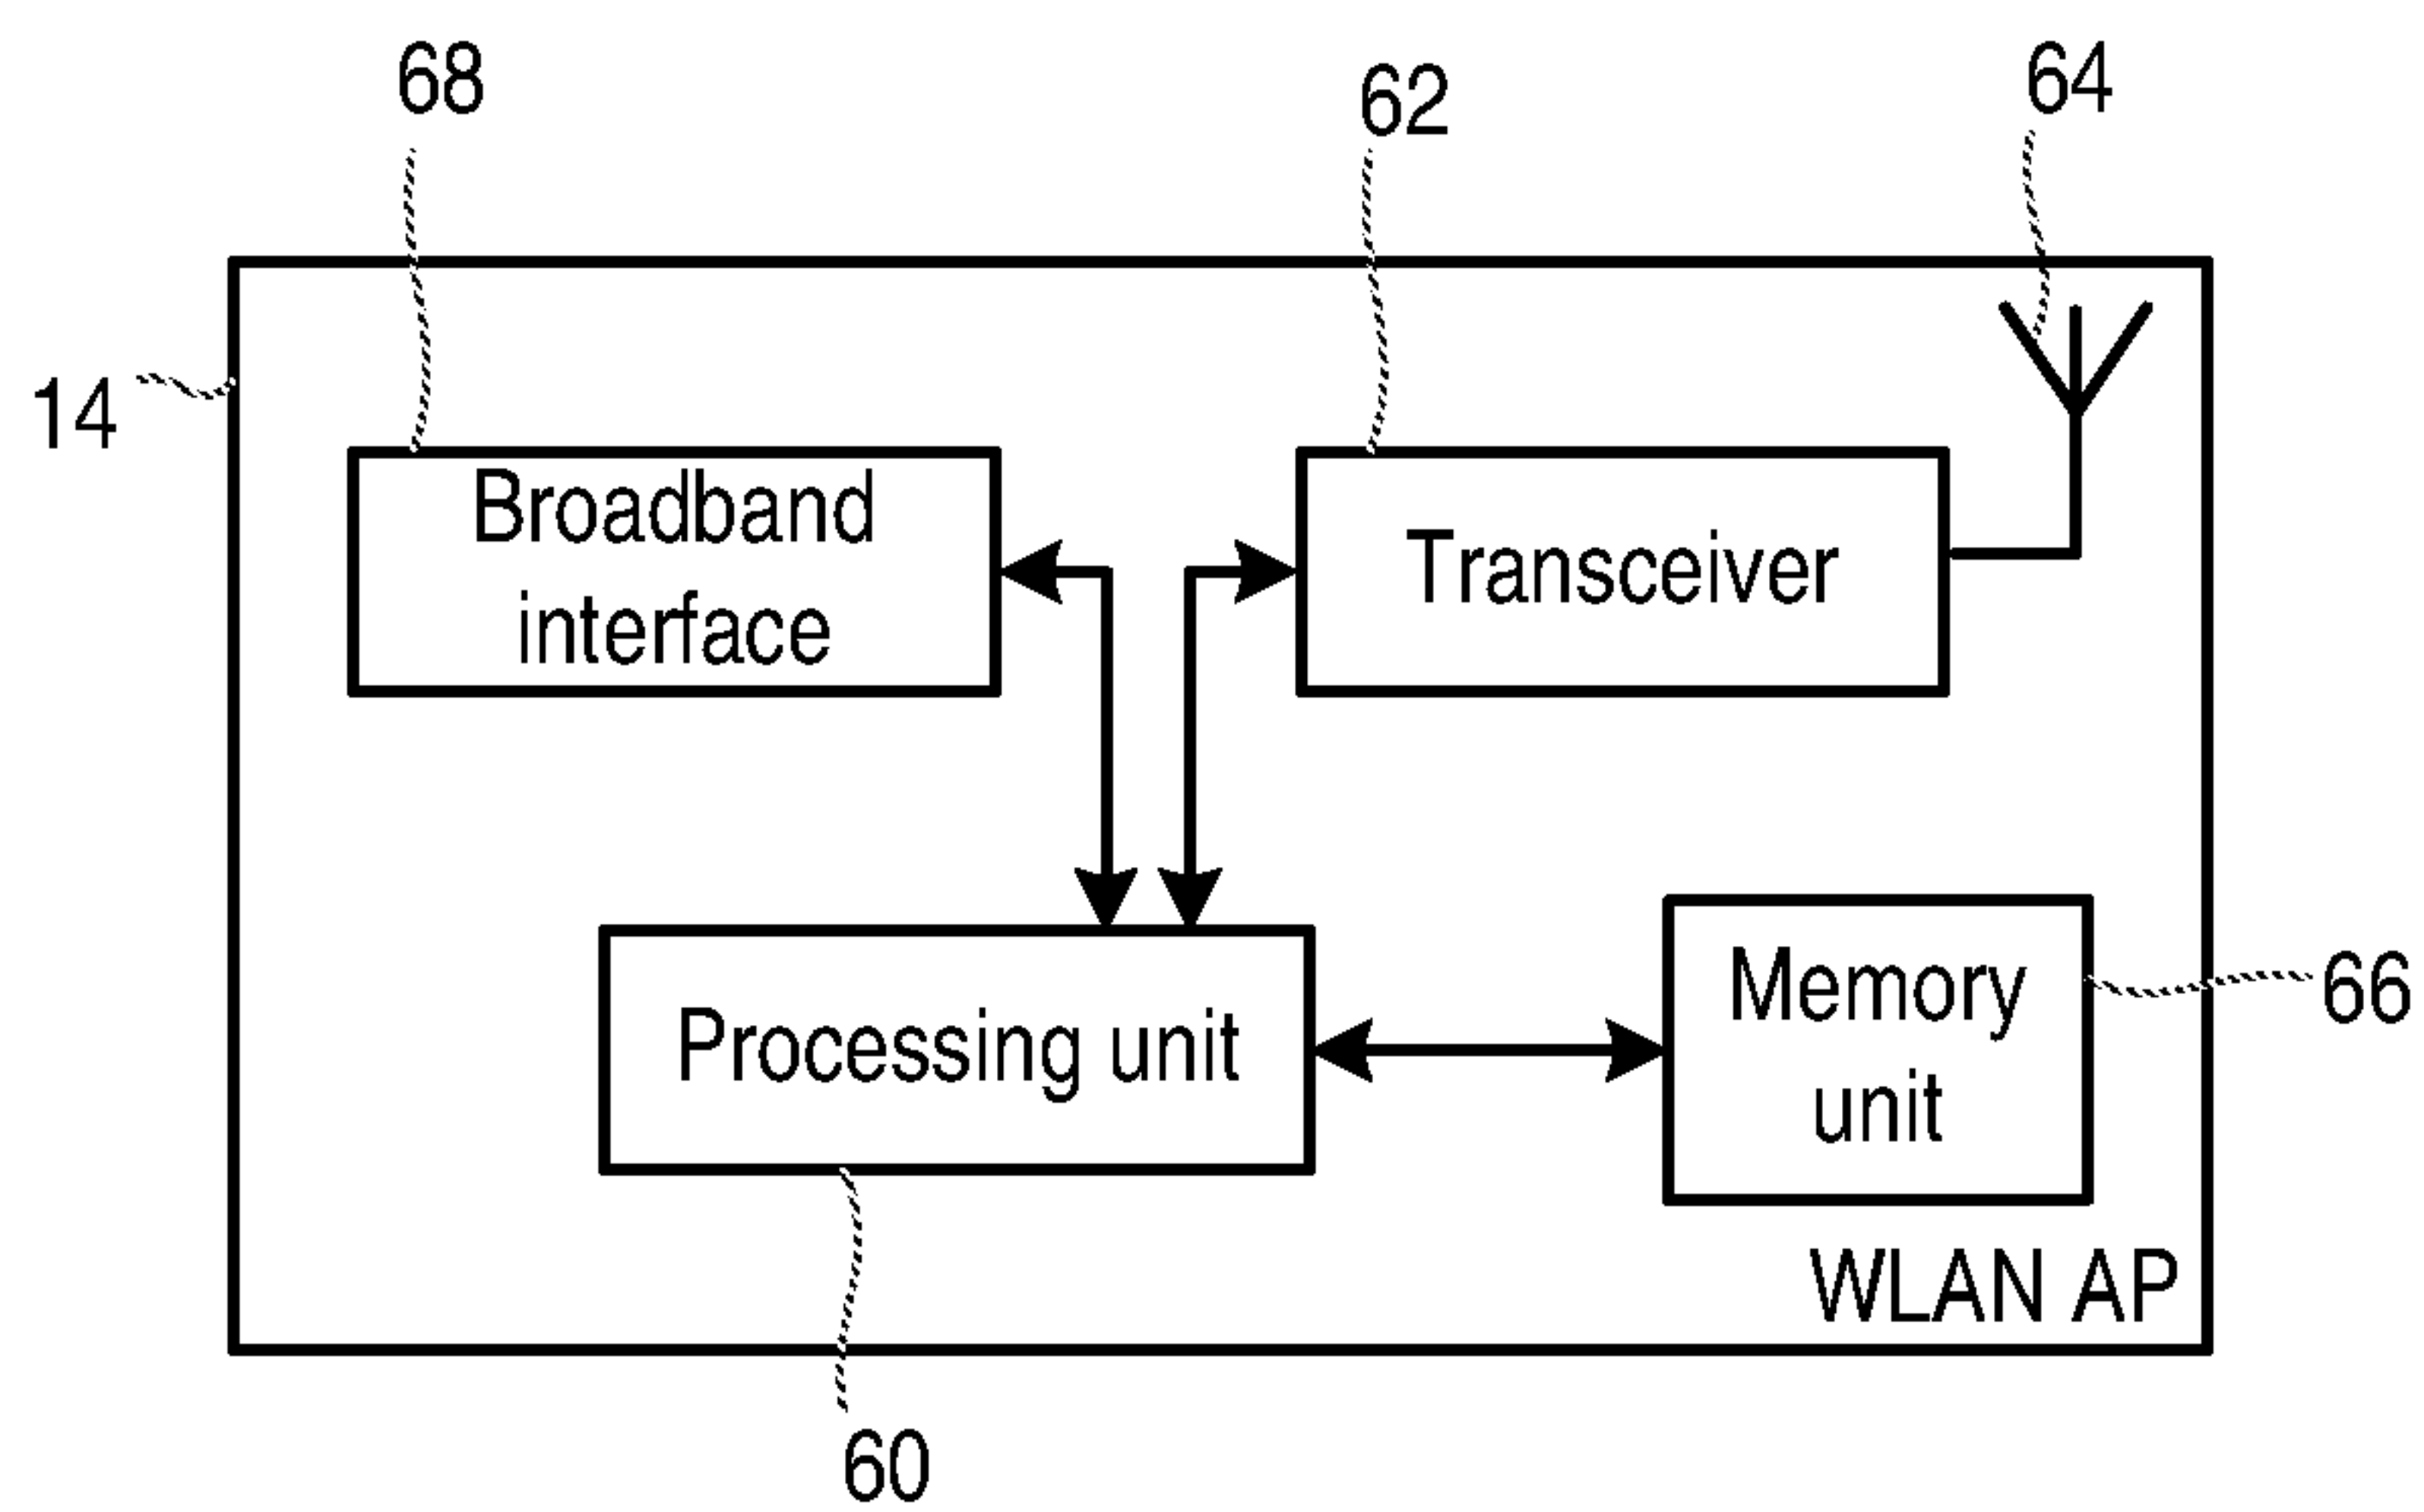 68
62
64
14
Broadband
interface
Transceiver
Processing unit
Memory
unit
66
WLAN AP
60